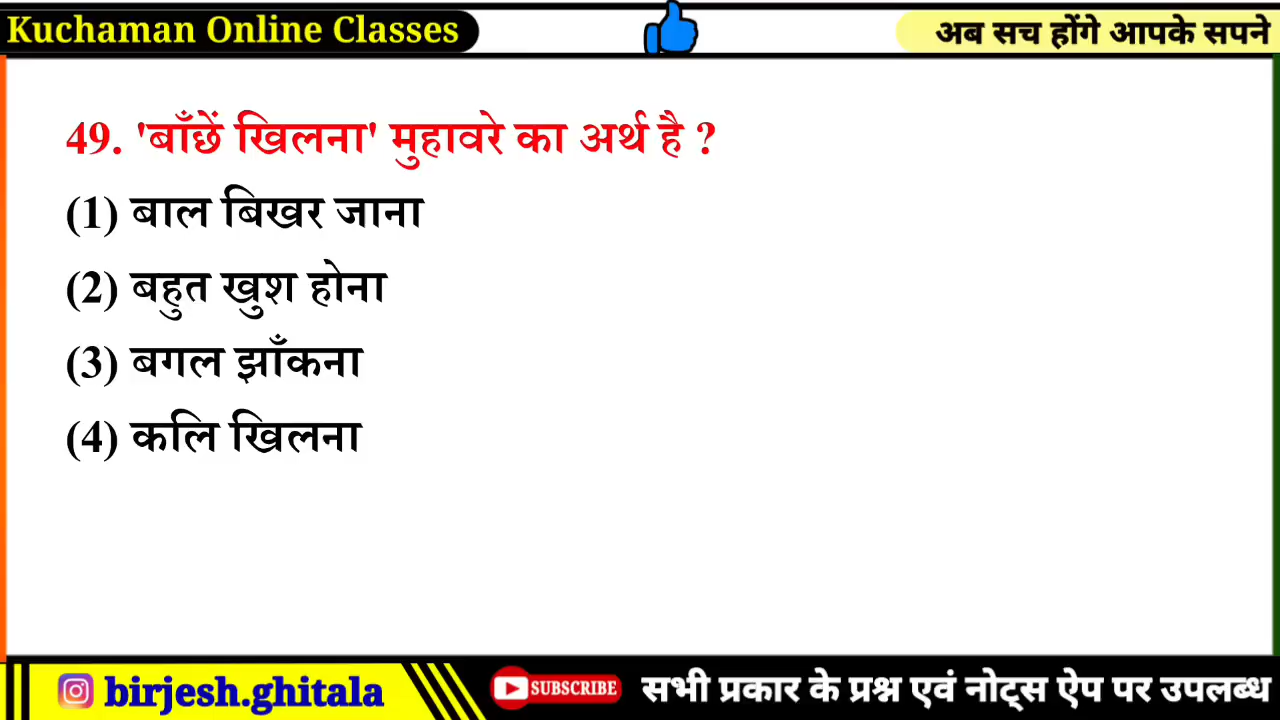 Kuchaman Online Classes
अब सच होंगे आपके सपने
49. 'बाँछें खिलना' मुहावरे का अर्थ है ?
(1) बाल बिखर जाना
(2) बहुत खुश होना
(3) बगल झाँकना
(4) कलि खिलना
birjesh.ghitala
SUBSCRIBE
सभी प्रकार के प्रश्न एवं नोट्स ऐप पर उपलब्ध